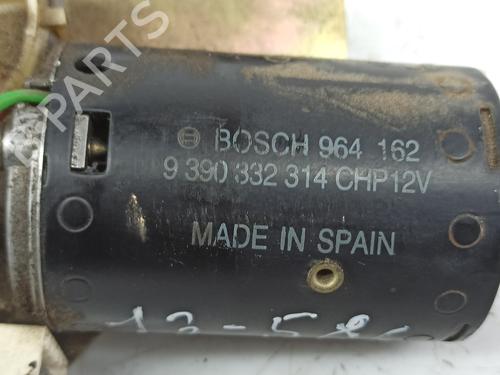 BOSCH 964 162
9 390 332 314 CHP12V
MADE IN SPAIN
B-PARTS